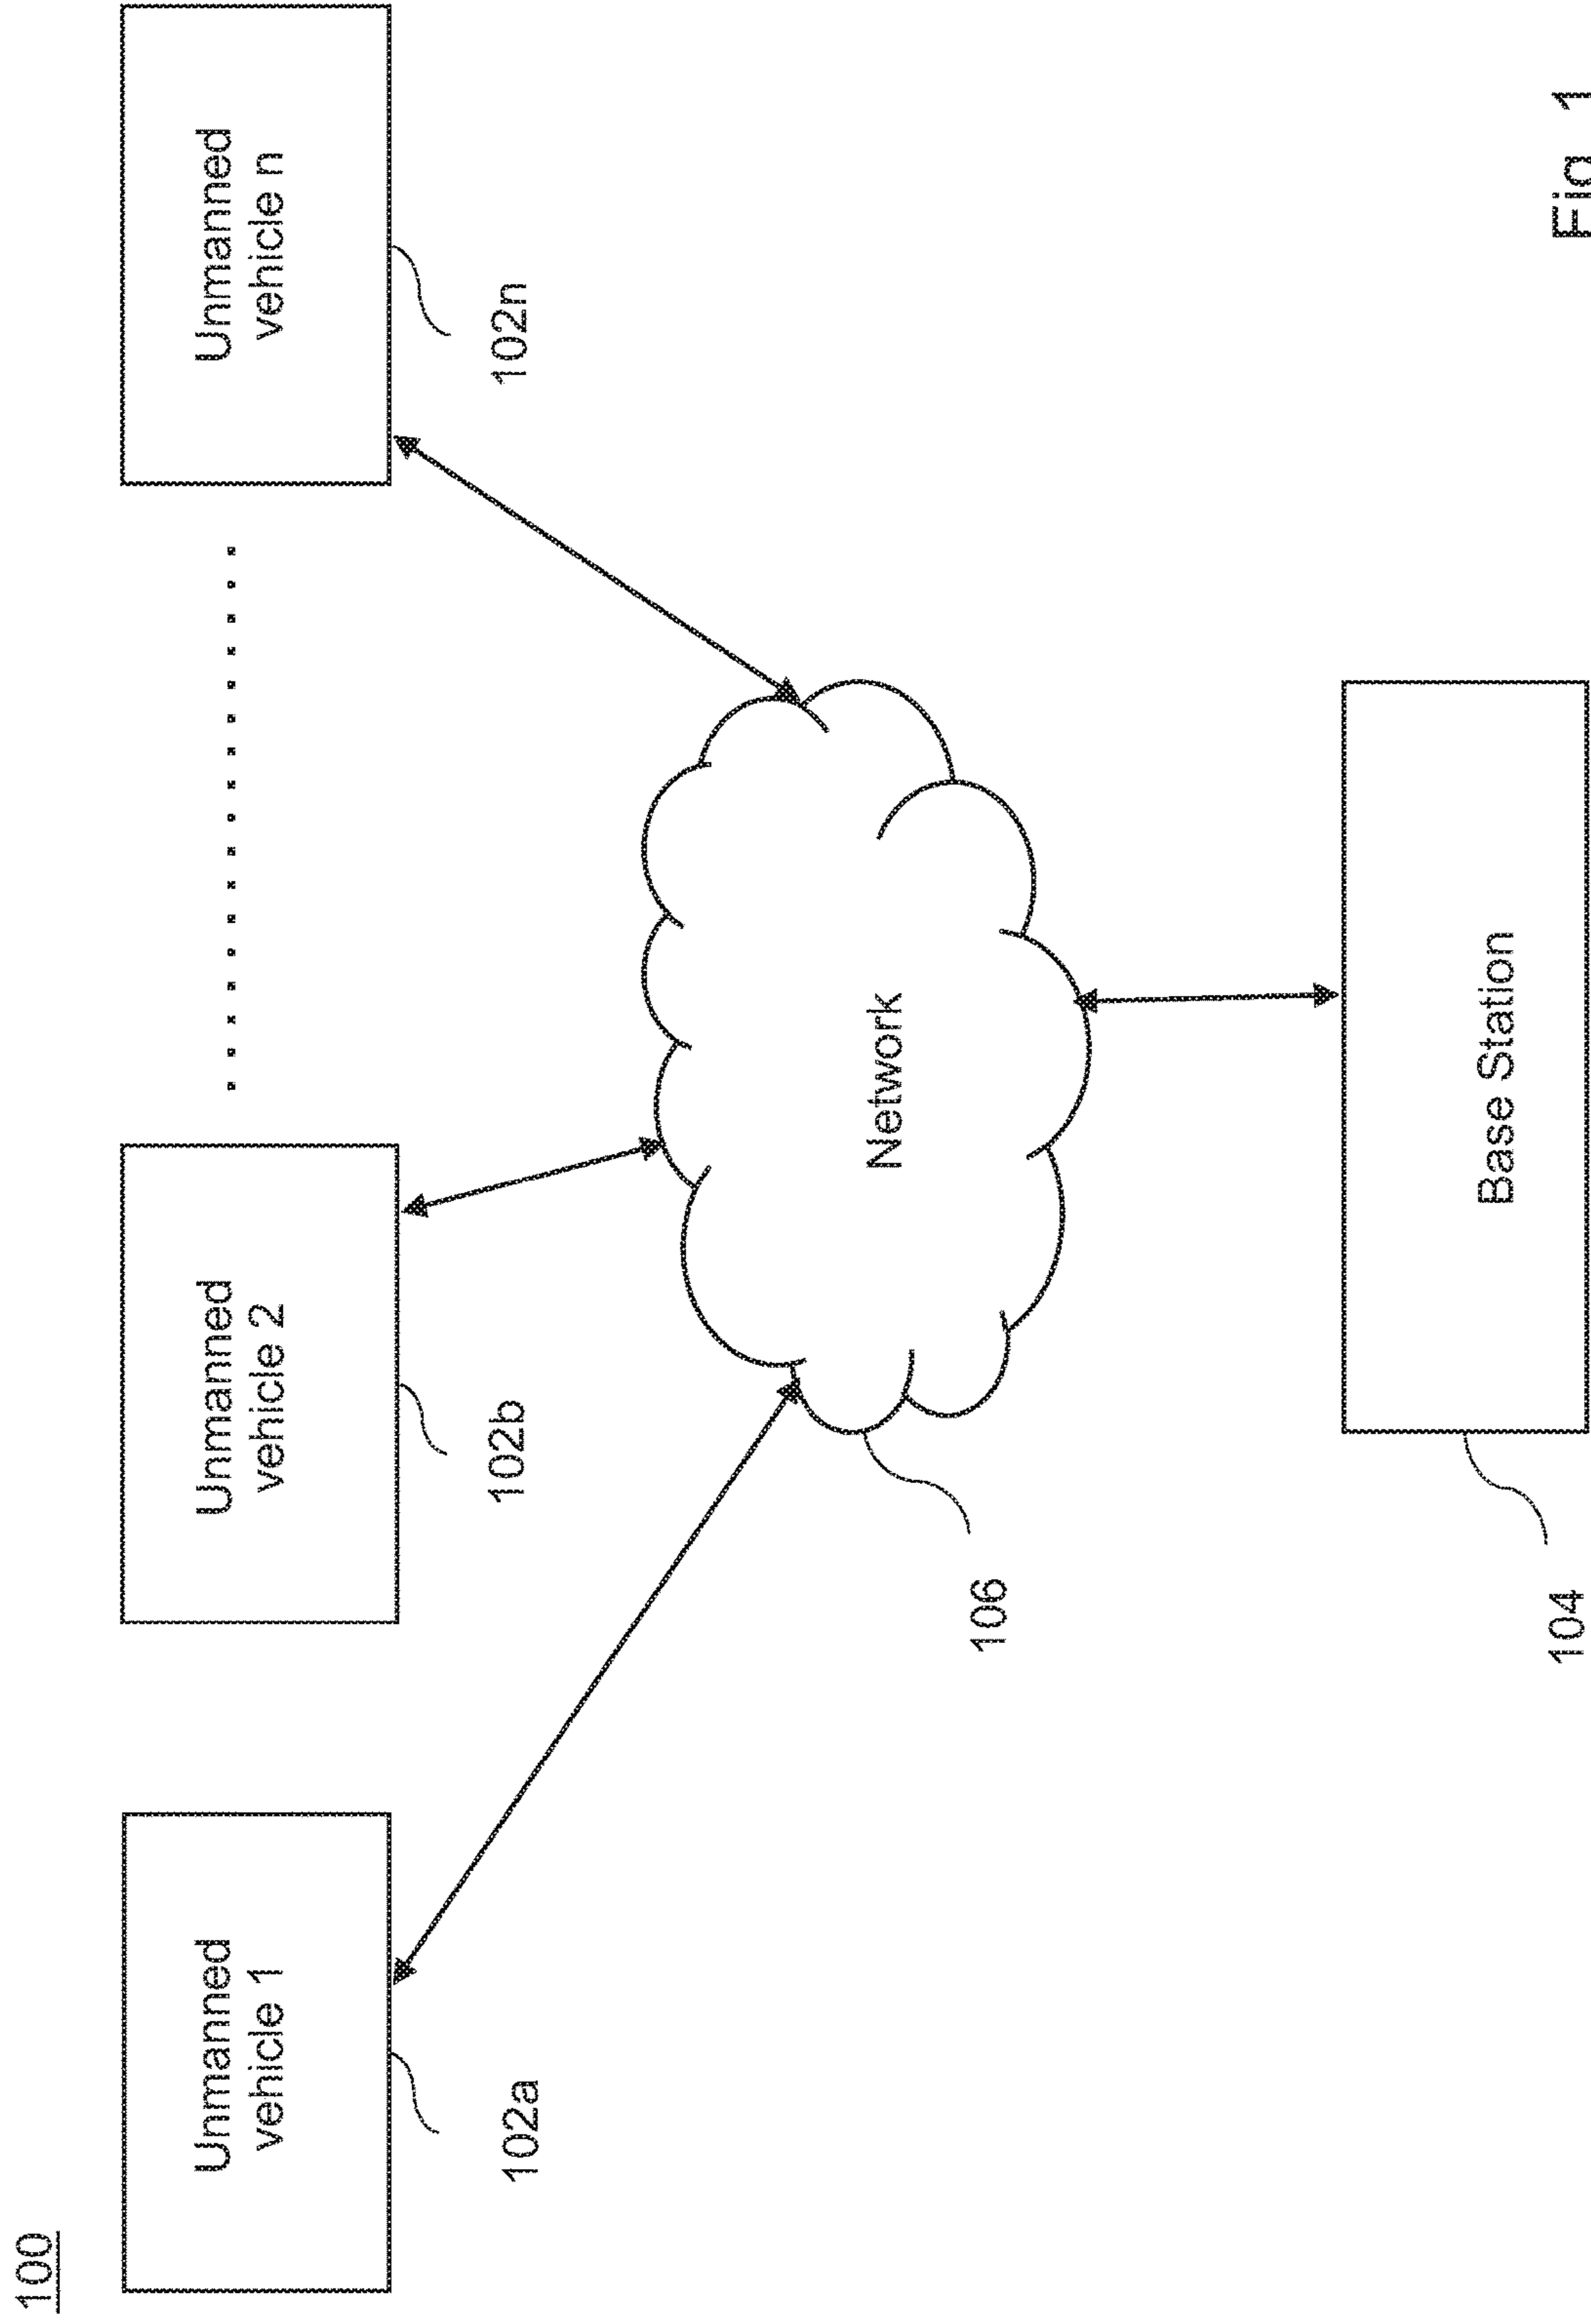 100
Unmanned
vehicle 1
Unmanned
vehicle 2
Unmanned
vehicle n
102a
102b
102n
Network
106
Base Station
104
Fig. 1